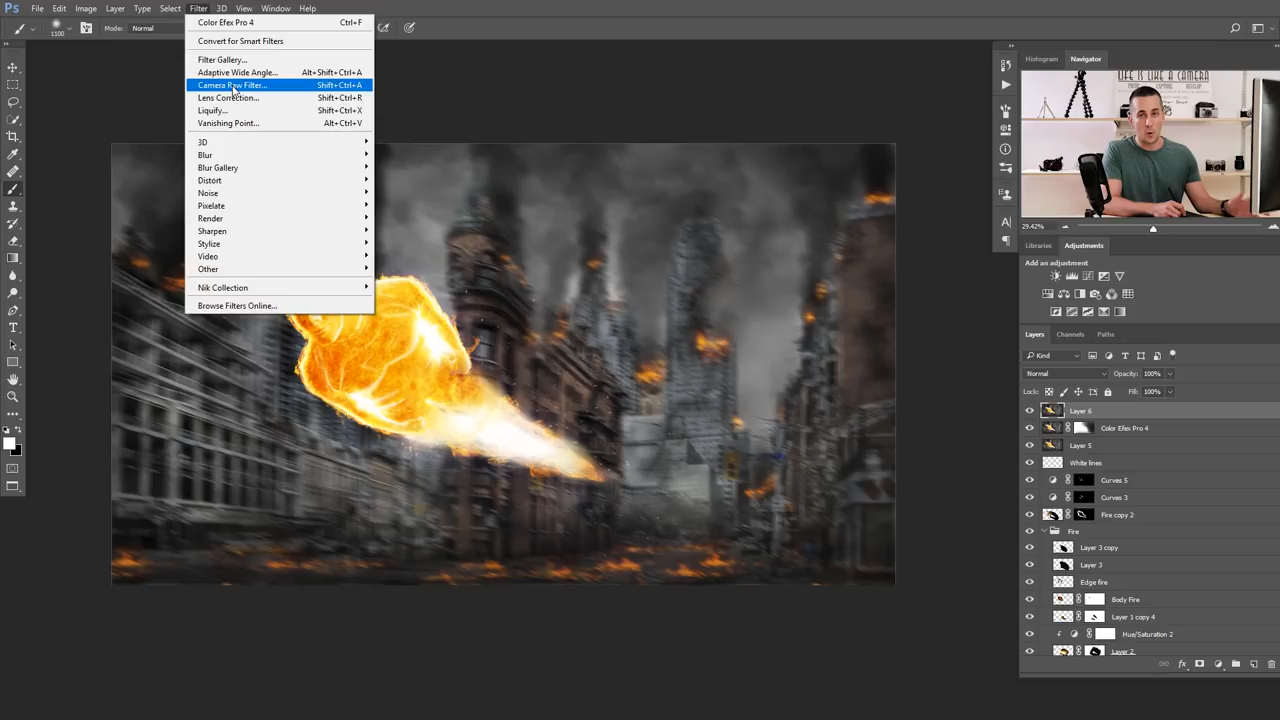 Ps File Edit Image Layer Type Select Filter 3D View Window Help
1100 Mode: Normal
Color Efex Pro 4 Ctrl+F
Convert for Smart Filters
Filter Gallery...
Adaptive Wide Angle... Alt+Shift+Ctrl+A
Camera Raw Filter... Shift+Ctrl+A
Lens Correction... Shift+Ctrl+R
Liquify... Shift+Ctrl+X
Vanishing Point... Alt+Ctrl+V
3D
Blur
Blur Gallery
Distort
Noise
Pixelate
Render
Sharpen
Stylize
Video
Other
Nik Collection
Browse Filters Online...
Histogram Navigator
LIFE IS LIKE A CAMERA
29.42%
Libraries Adjustments
Add an adjustment
Layers Channels Paths
Kind
Normal Opacity: 100%
Lock: Fill: 100%
Layer 6
Color Efex Pro 4
Layer 5
White lines
Curves 5
Curves 3
Fire copy 2
Fire
Layer 3 copy
Layer 3
Edge fire
Body Fire
Layer 1 copy 4
Hue/Saturation 2
Layer 2
fx